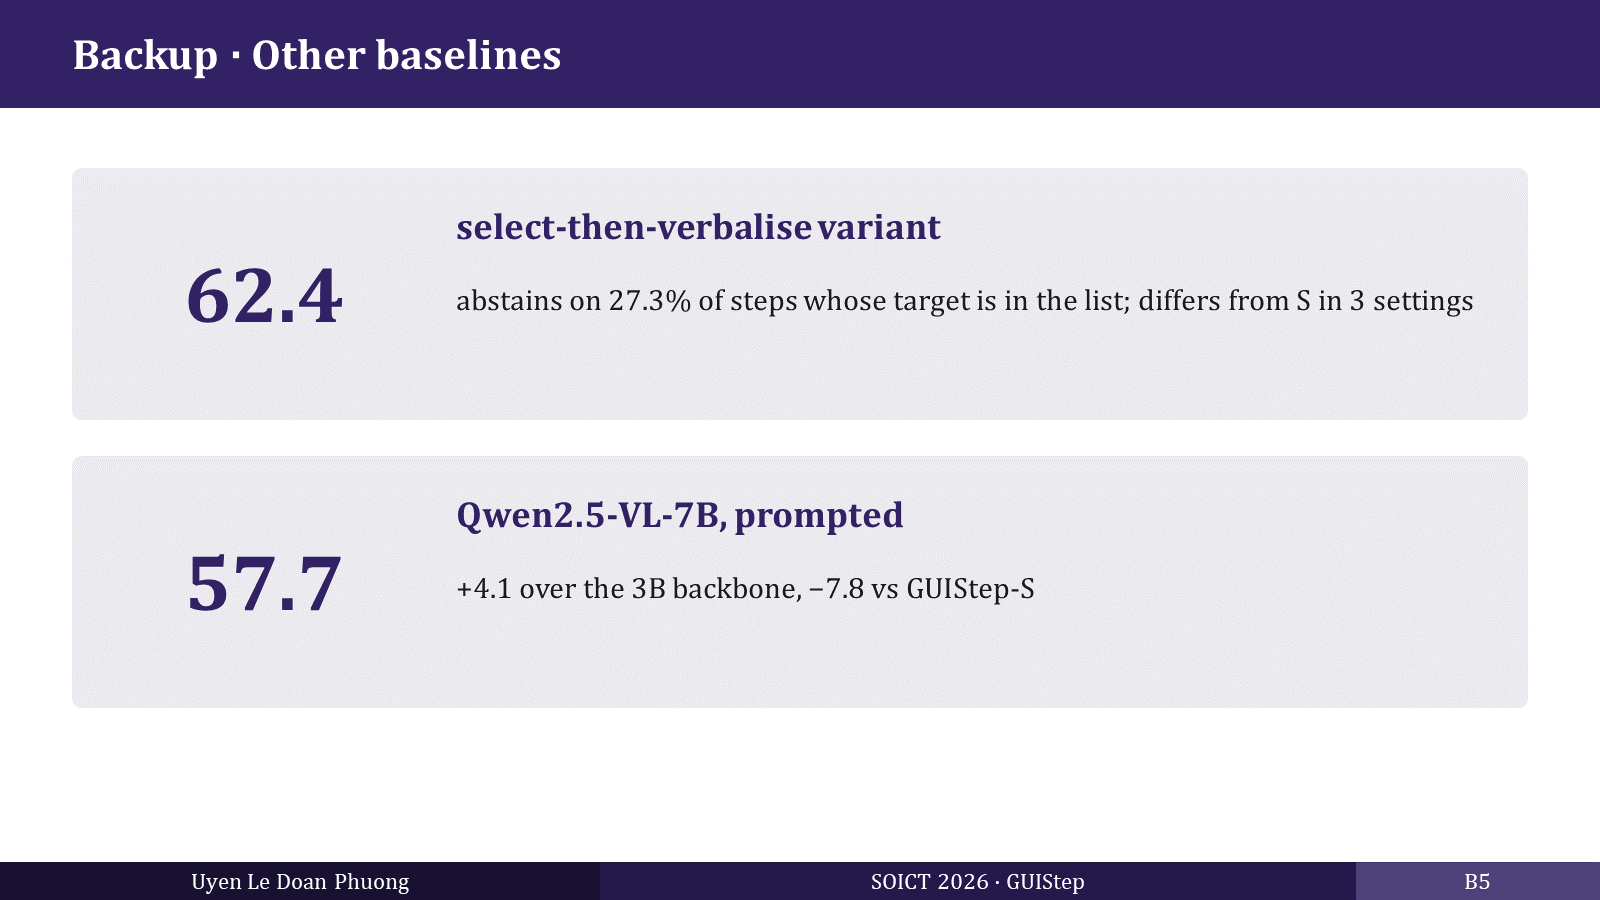 Backup · Other baselines
select-then-verbalise variant
62.4
abstains on 27.3% of steps whose target is in the list; differs from S in 3 settings
Qwen2.5-VL-7B, prompted
57.7
+4.1 over the 3B backbone, −7.8 vs GUIStep-S
Uyen Le Doan Phuong
SOICT 2026 · GUIStep
B5